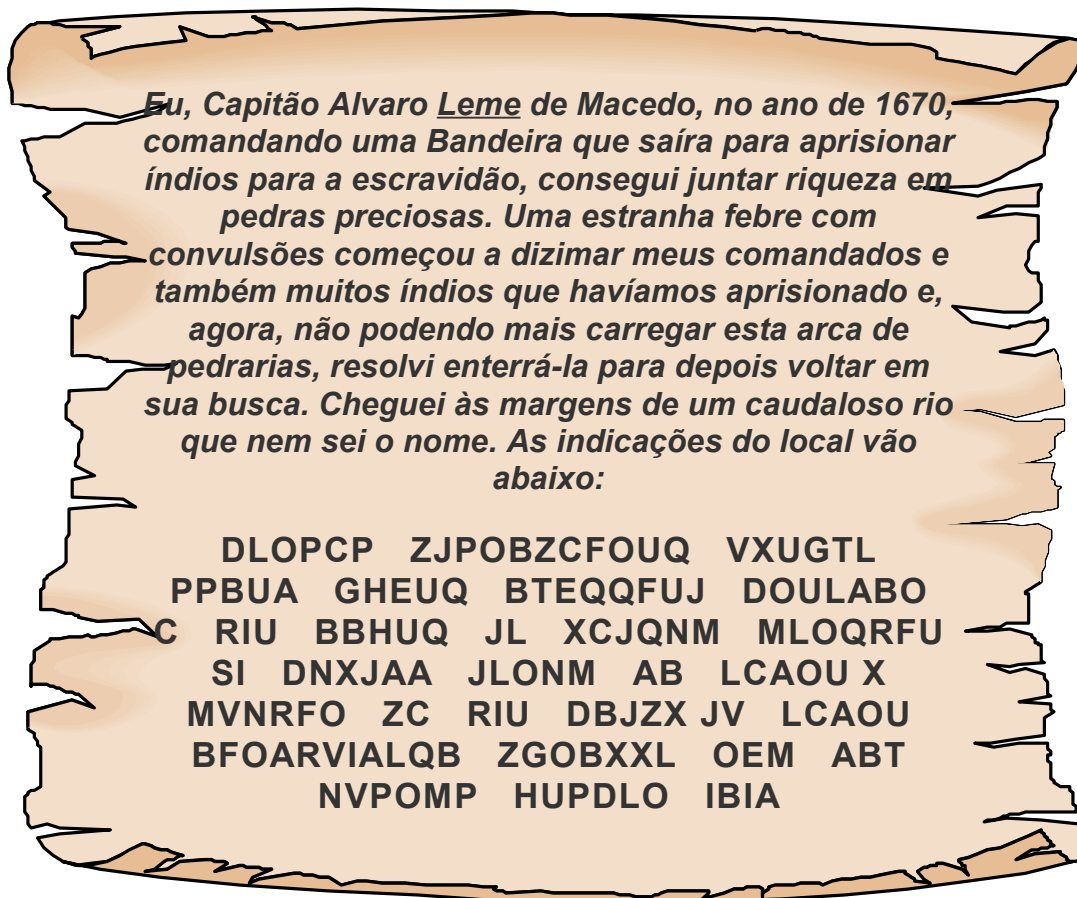 Eu, Capitão Alvaro Leme de Macedo, no ano de 1670,
comandando uma Bandeira que saíra para aprisionar
índios para a escravidão, consegui juntar riqueza em
pedras preciosas. Uma estranha febre com
convulsões começou a dizimar meus comandados e
também muitos índios que havíamos aprisionado e,
agora, não podendo mais carregar esta arca de
pedrarias, resolvi enterrá-la para depois voltar em
sua busca. Cheguei às margens de um caudaloso rio
que nem sei o nome. As indicações do local vão
abaixo:
DLOPCP ZJPOBZCFOUQ VXUGTL
PPBUA GHEUQ BTEQQFUJ DOULABO
C RIU BBHUQ JL XCJQNM MLOQRFU
SI DNXJAA JLONM AB LCAOU X
MVNRFO ZC RIU DBJZX JV LCAOU
BFOARVIALQB ZGOBXXL OEM ABT
NVPOMP HUPDLO IBIA